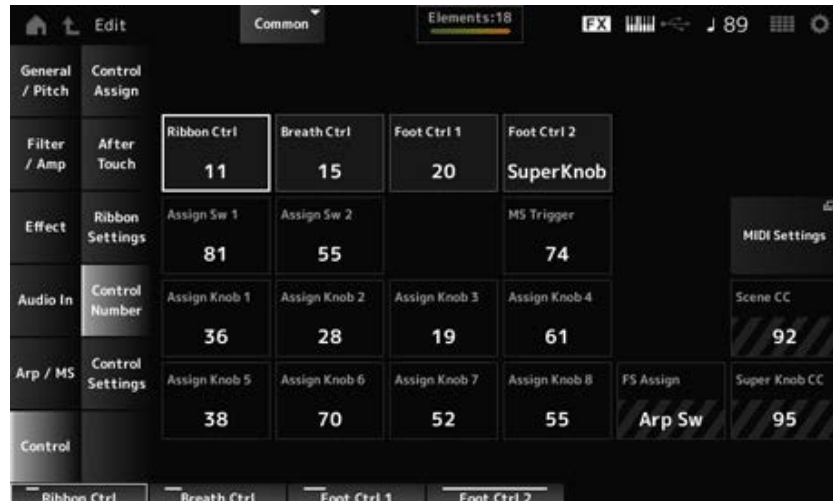 Edit
Common
Elements:18
FX
89
General
/ Pitch
Control
Assign
Filter
/ Amp
After
Touch
Ribbon Ctrl
11
Breath Ctrl
15
Foot Ctrl 1
20
Foot Ctrl 2
SuperKnob
Effect
Ribbon
Settings
Assign Sw 1
81
Assign Sw 2
55
MS Trigger
74
MIDI Settings
Audio In
Control
Number
Assign Knob 1
36
Assign Knob 2
28
Assign Knob 3
19
Assign Knob 4
61
Scene CC
92
Arp / MS
Control
Settings
Assign Knob 5
38
Assign Knob 6
70
Assign Knob 7
52
Assign Knob 8
55
FS Assign
Arp Sw
Super Knob CC
95
Control
Ribbon Ctrl
Breath Ctrl
Foot Ctrl 1
Foot Ctrl 2